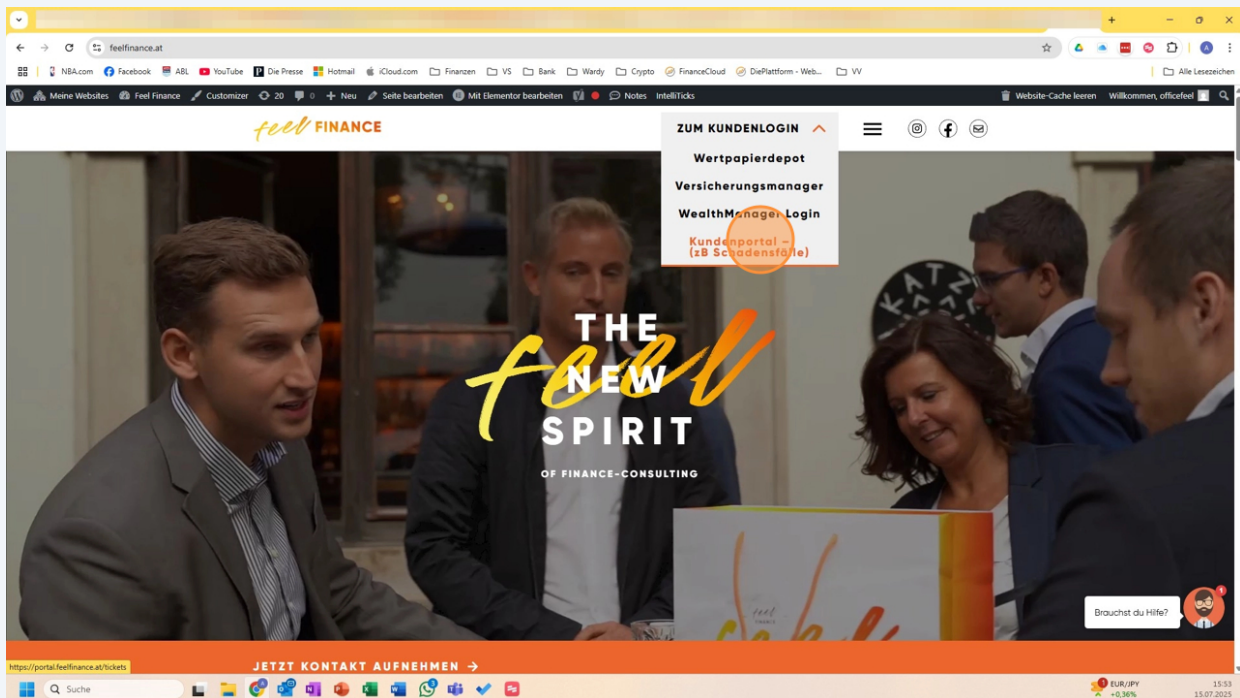 feelfinance.at
NBA.com Facebook ABL YouTube Die Presse Hotmail iCloud.com Finanzen VS Bank Wardy Crypto FinanceCloud DiePlattform - Web... VV Alle Lesezeichen
Meine Websites Feel Finance Customizer 20 0 + Neu Seite bearbeiten Mit Elementor bearbeiten Notes IntelliTicks Website-Cache leeren Willkommen, officefeel
feel FINANCE
ZUM KUNDENLOGIN
Wertpapierdepot
Versicherungsmanager
WealthManager Login
Kundenportal –
(zB Schadensfälle)
KATZ
THE
feel
NEW
SPIRIT
OF FINANCE-CONSULTING
feel
FINANCE
Brauchst du Hilfe?
1
JETZT KONTAKT AUFNEHMEN →
https://portal.feelfinance.at/tickets
Suche
EUR/JPY
+0,36%
15:53
15.07.2025